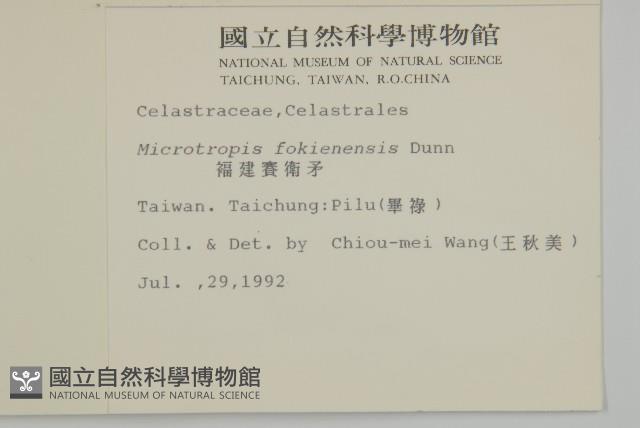 國立自然科學博物館
NATIONAL MUSEUM OF NATURAL SCIENCE
TAICHUNG, TAIWAN, R.O.CHINA
Celastraceae,Celastrales
Microtropis fokienensis Dunn
福建賽衛矛
Taiwan. Taichung:Pilu(畢祿)
Coll. & Det. by Chiou-mei Wang(王秋美)
Jul. ,29,1992
國立自然科學博物館
NATIONAL MUSEUM OF NATURAL SCIENCE